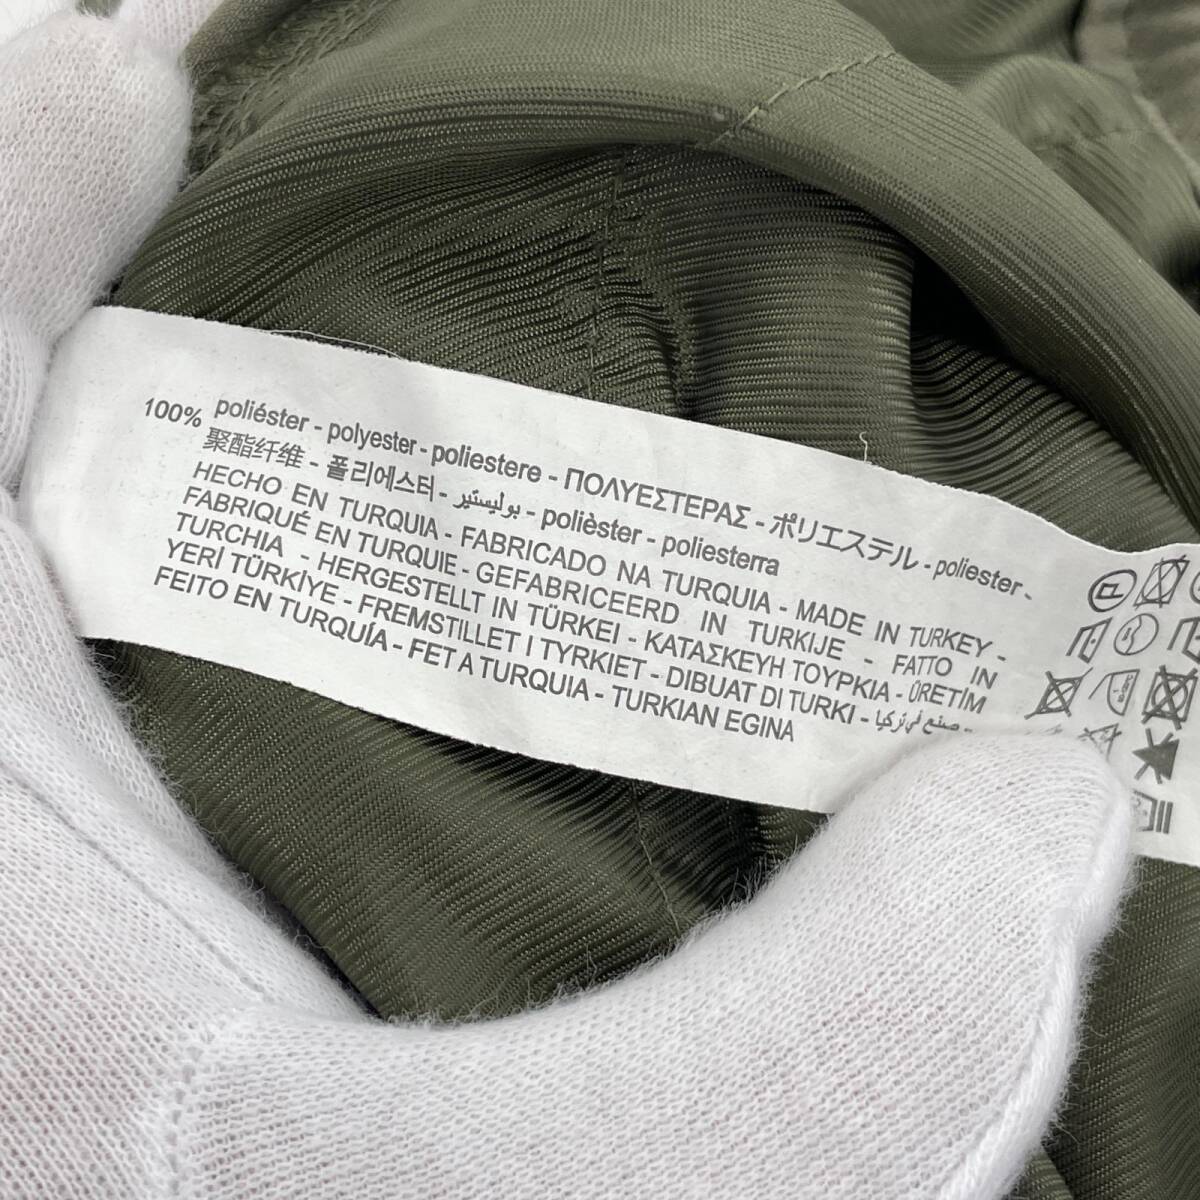 100% poliéster - polyester - poliestere - ΠΟΛΥΕΣΤΕΡΑΣ - ポリエステル - poliester -
聚酯纤维 - 폴리에스터 - بوليستير - polièster - poliesterra
HECHO EN TURQUIA - FABRICADO NA TURQUIA - MADE IN TURKEY -
FABRIQUÉ EN TURQUIE - GEFABRICEERD IN TURKIJE - FATTO IN
TURCHIA - HERGESTELLT IN TÜRKEI - ΚΑΤΑΣΚΕΥΗ ΤΟΥΡΚΙΑ - ÜRETİM
YERİ TÜRKİYE - FREMSTILLET I TYRKIET - DIBUAT DI TURKI - صنع في تركيا -
FEITO EN TURQUÍA - FET A TURQUIA - TURKIAN EGINA